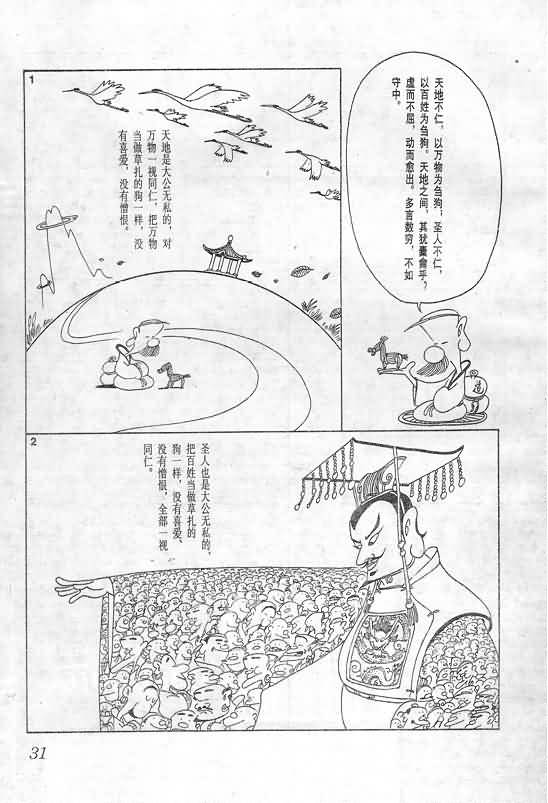 天地不仁，以万物为刍狗；圣人不仁，
以百姓为刍狗。天地之间，其犹橐龠乎？
虚而不屈，动而愈出。多言数穷，不如
守中。
1
天地是大公无私的，对
万物一视同仁，把万物
当做草扎的狗一样，没
有喜爱，没有憎恨。
道
2
圣人也是大公无私的，
把百姓当做草扎的
狗一样，没有喜爱、
没有憎恨，全部一视
同仁。
31